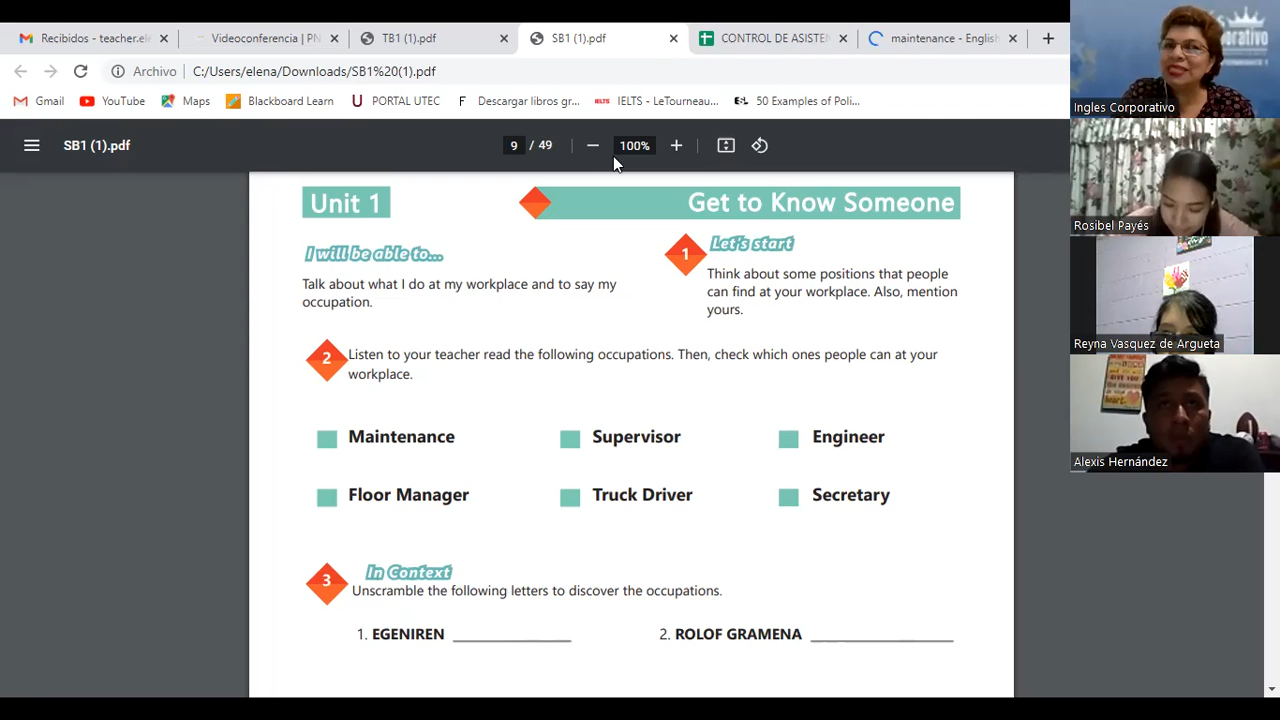 Recibidos - teacher.el
Videoconferencia | PN
TB1 (1).pdf
SB1 (1).pdf
CONTROL DE ASISTEN
maintenance - English
Archivo
C:/Users/elena/Downloads/SB1%20(1).pdf
Gmail
YouTube
Maps
Blackboard Learn
PORTAL UTEC
Descargar libros gr...
IELTS - LeTourneau...
50 Examples of Poli...
SB1 (1).pdf
9 / 49
100%
Unit 1
Get to Know Someone
I will be able to...
Talk about what I do at my workplace and to say my
occupation.
1
Let's start
Think about some positions that people
can find at your workplace. Also, mention
yours.
2
Listen to your teacher read the following occupations. Then, check which ones people can at your
workplace.
Maintenance
Supervisor
Engineer
Floor Manager
Truck Driver
Secretary
3
In Context
Unscramble the following letters to discover the occupations.
1. EGENIREN
2. ROLOF GRAMENA
Ingles Corporativo
Rosibel Payés
Reyna Vasquez de Argueta
Alexis Hernández